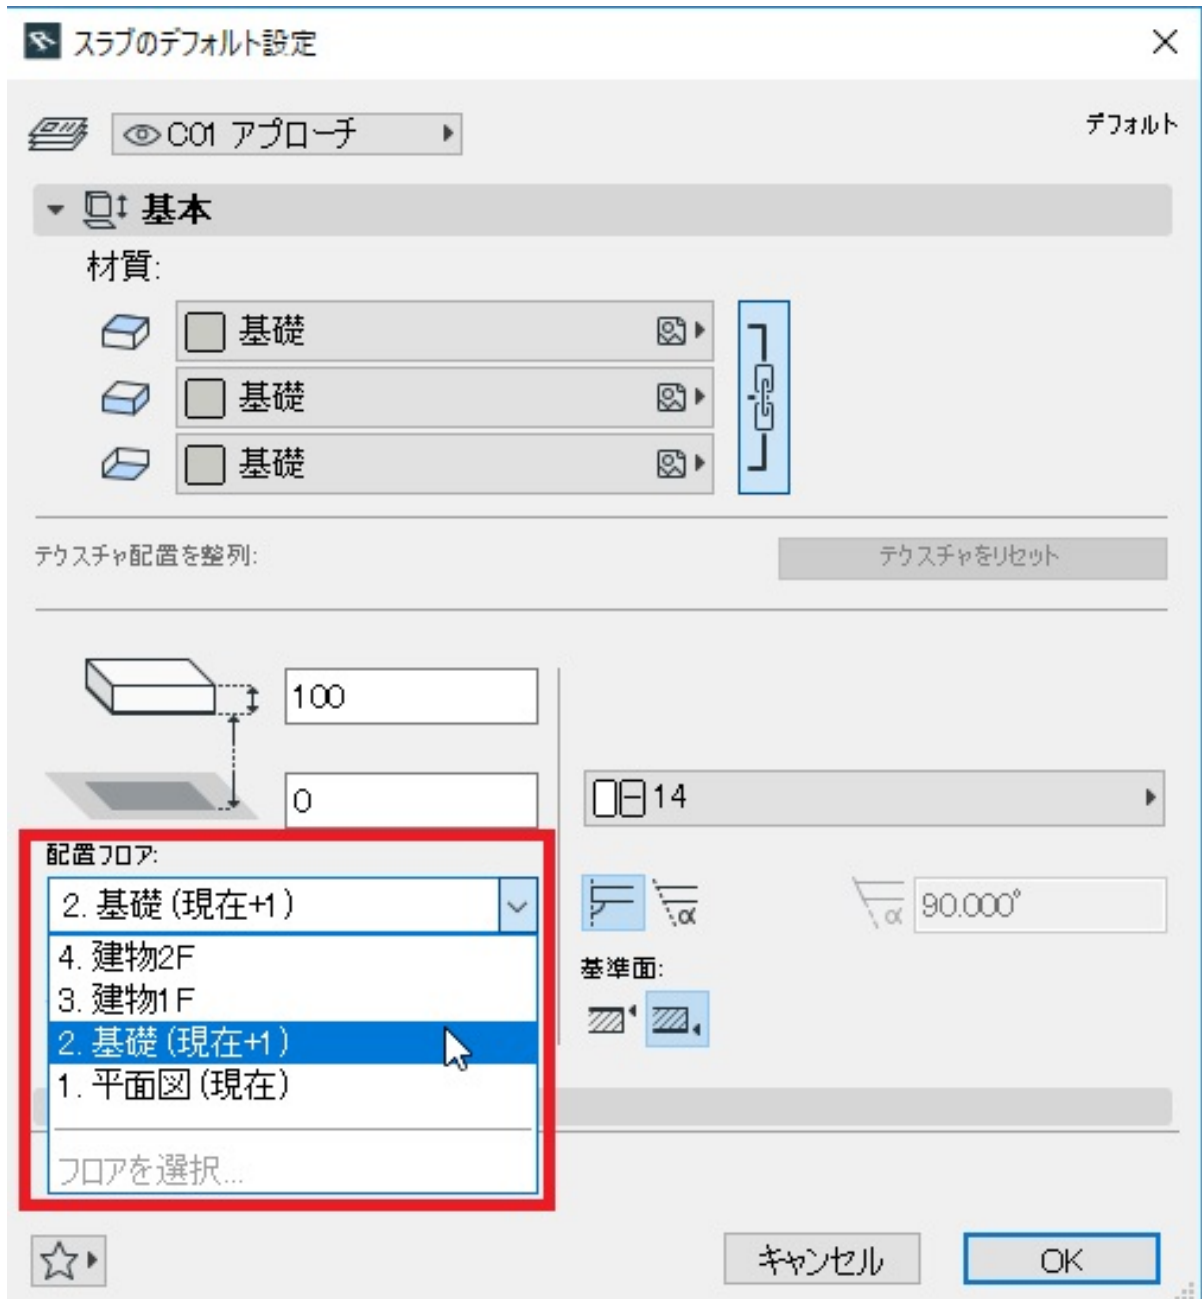 スラブのデフォルト設定
C01 アプローチ
デフォルト
基本
材質:
基礎
基礎
基礎
テクスチャ配置を整列:
テクスチャをリセット
100
0
14
配置フロア:
2. 基礎 (現在+1)
α
α
90.000°
4. 建物2F
3. 建物1F
2. 基礎 (現在+1)
1. 平面図 (現在)
フロアを選択...
基準面:
キャンセル
OK